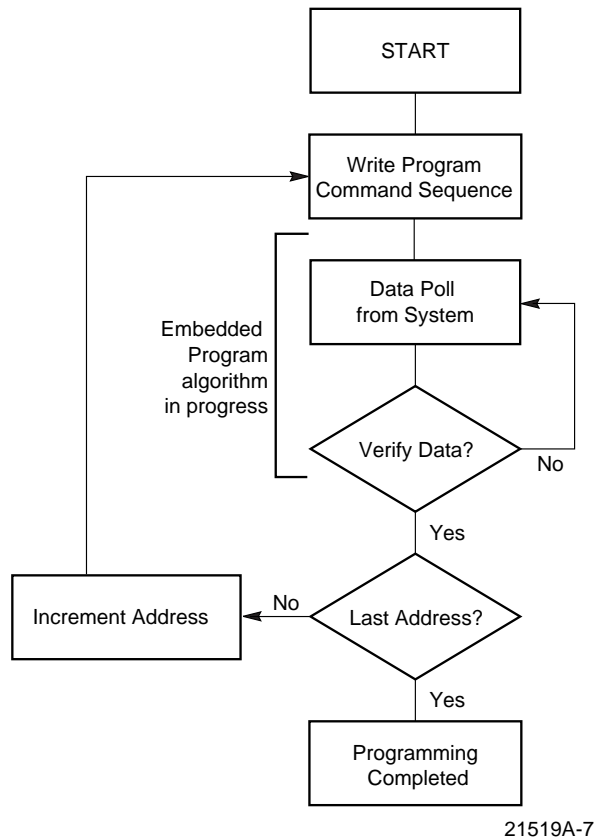 START
Write Program
Command Sequence
Data Poll
from System
Embedded
Program
algorithm
in progress
Verify Data?
No
Yes
Increment Address
No
Last Address?
Yes
Programming
Completed
21519A-7